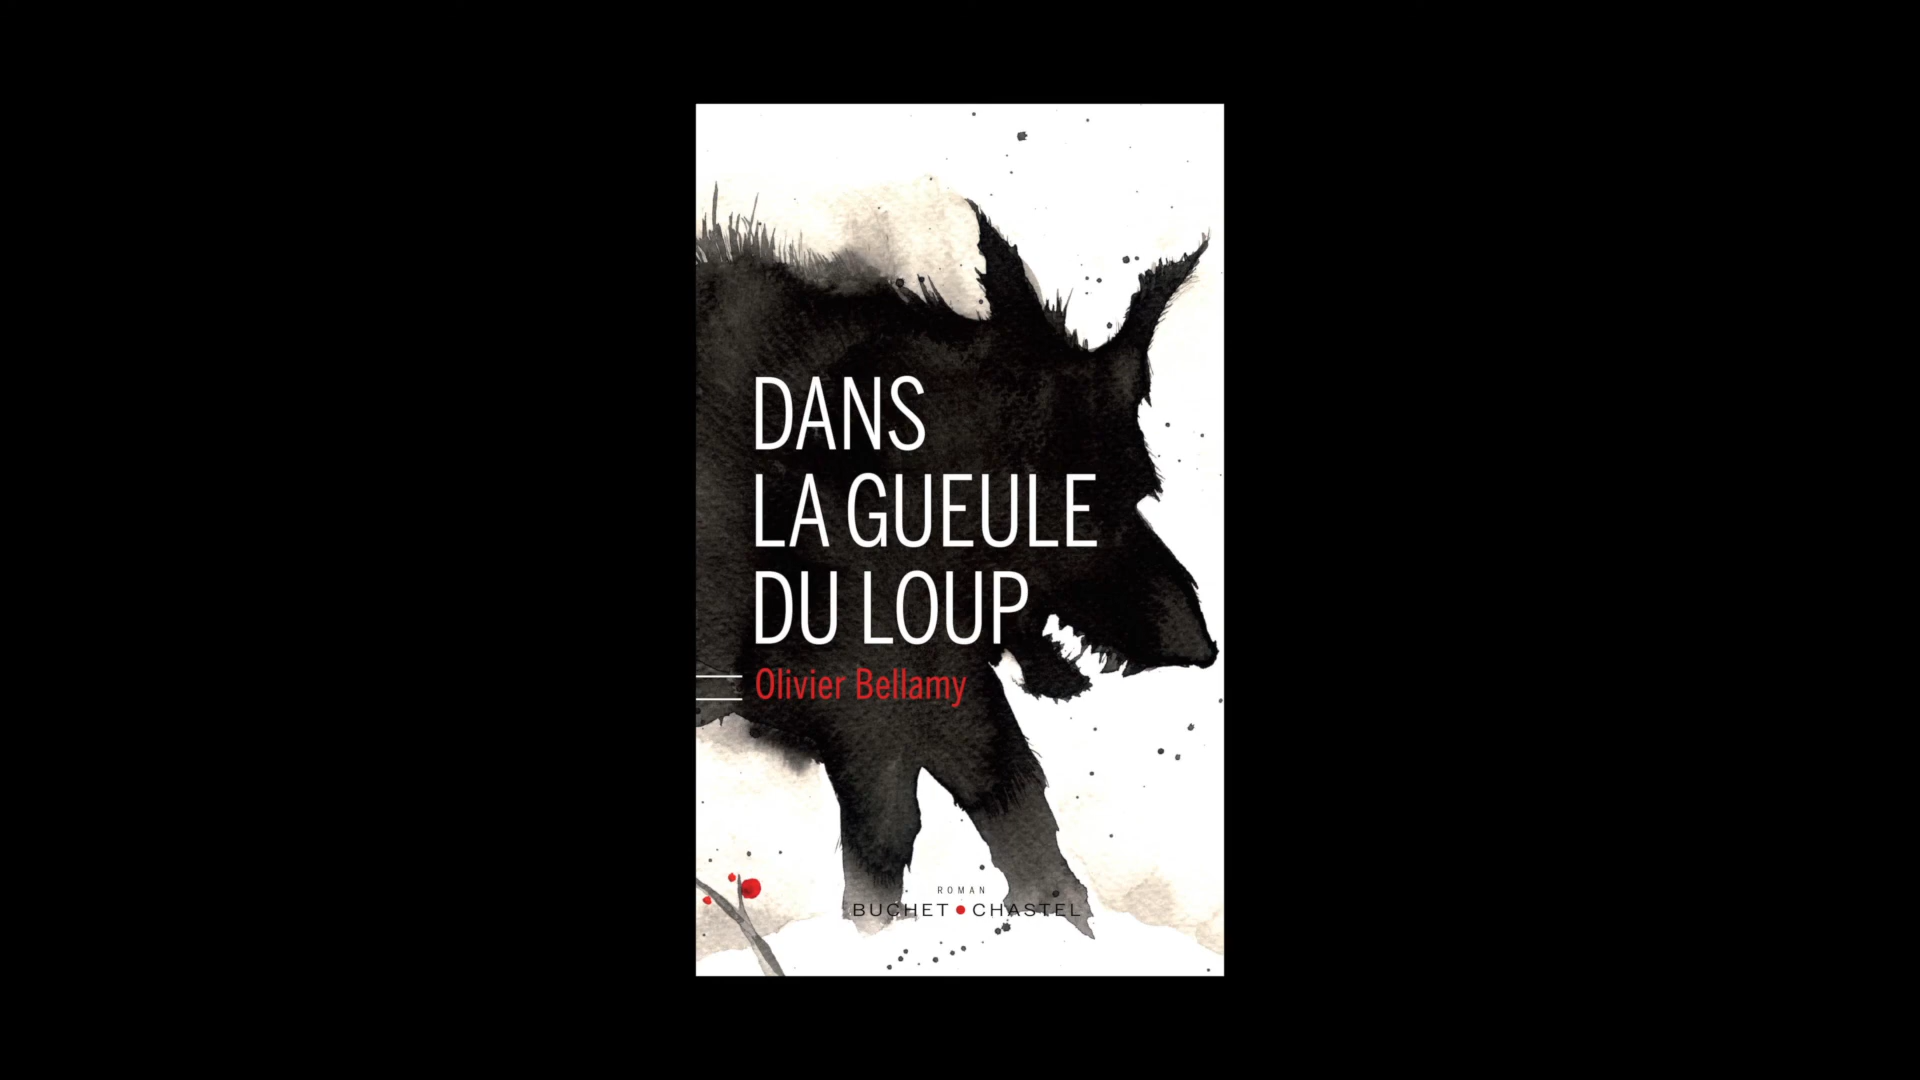 DANS
LA GUEULE
DU LOUP
Olivier Bellamy
ROMAN
BUCHET • CHASTEL